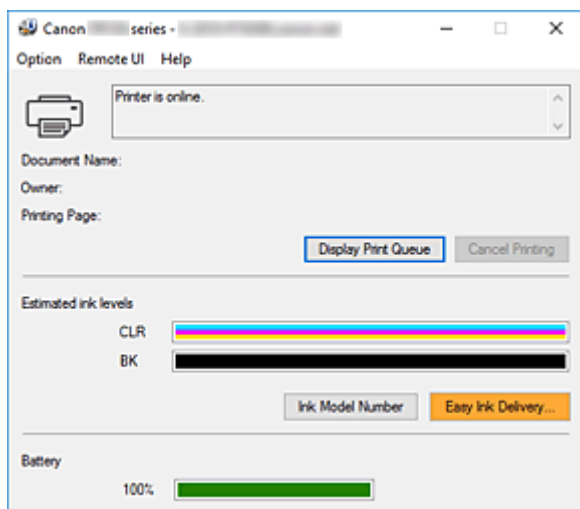 Canon series -
Option Remote UI Help
Printer is online.
Document Name:
Owner:
Printing Page:
Display Print Queue Cancel Printing
Estimated ink levels
CLR
BK
Ink Model Number Easy Ink Delivery...
Battery
100%